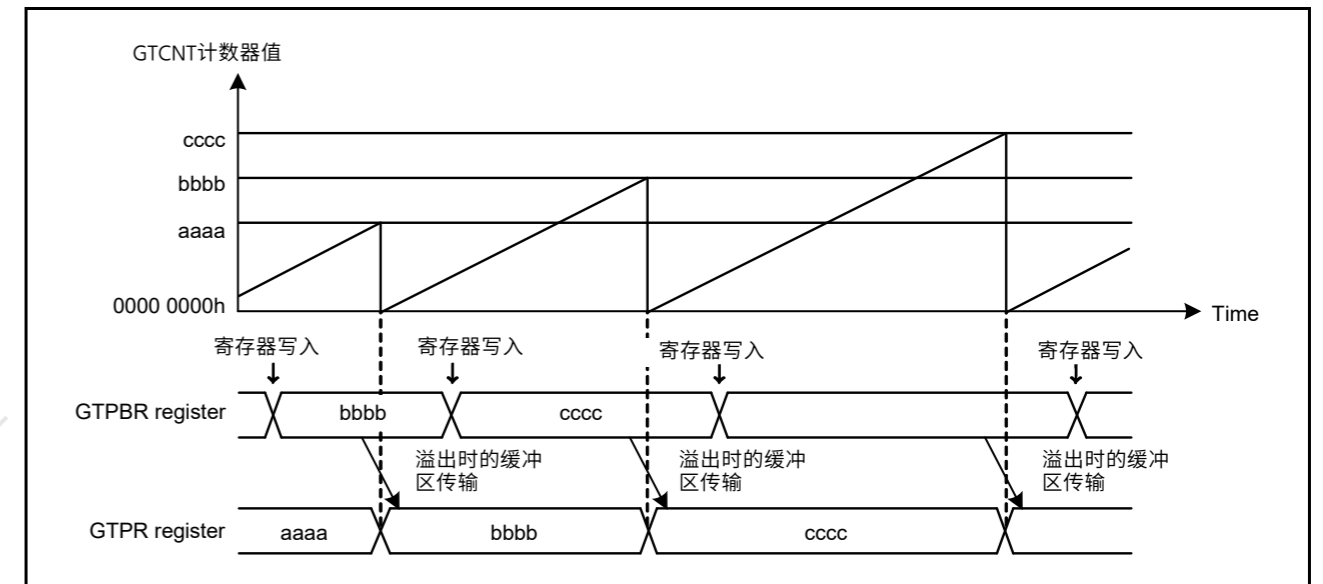 GTCNT计数器值
cccc
bbbb
aaaa
0000 0000h
Time
寄存器写入 寄存器写入 寄存器写入 寄存器写入
GTPBR register bbbb cccc
溢出时的缓冲 溢出时的缓冲 溢出时的缓冲
区传输 区传输 区传输
GTPR register aaaa bbbb cccc